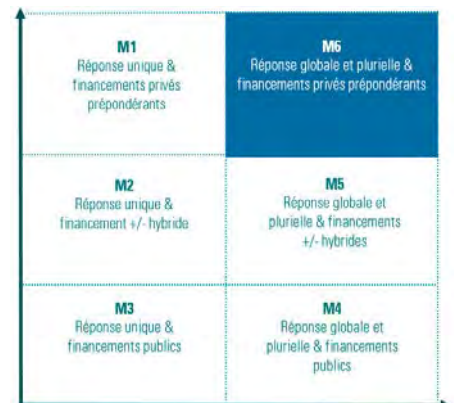 M1
Réponse unique &
financements privés
prépondérants
M6
Réponse globale et plurielle &
financements privés prépondérants
M2
Réponse unique &
financement +/- hybride
M5
Réponse globale et
plurielle & financements
+/- hybrides
M3
Réponse unique &
financements publics
M4
Réponse globale et
plurielle & financements
publics